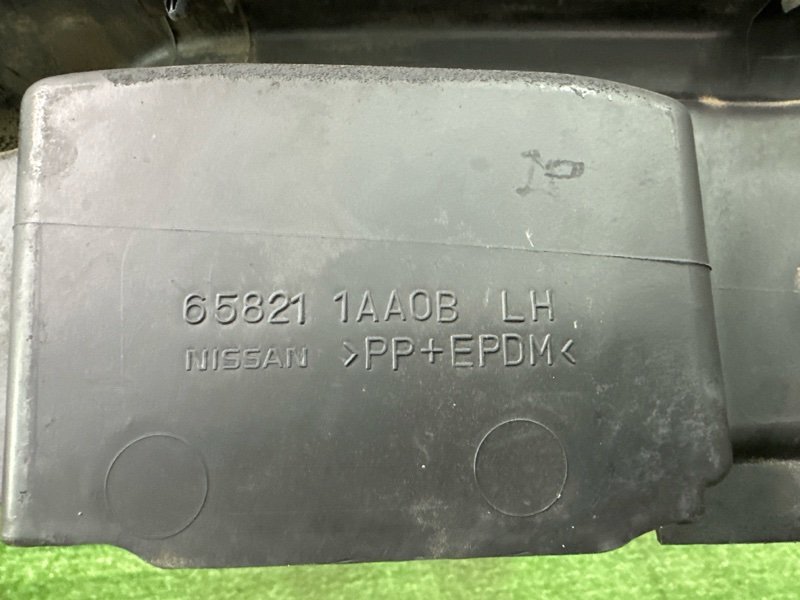 65821 1AA0B LH
NISSAN >PP+EPDM<